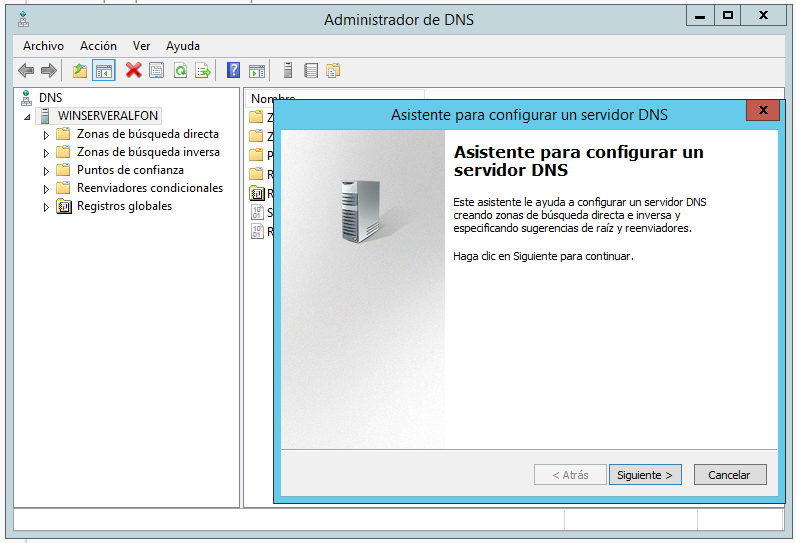 Administrador de DNS
Archivo Acción Ver Ayuda
DNS
WINSERVERALFON
Zonas de búsqueda directa
Zonas de búsqueda inversa
Puntos de confianza
Reenviadores condicionales
Registros globales
Nombre
Z
Z
P
R
R
S
R
Asistente para configurar un servidor DNS
Asistente para configurar un
servidor DNS
Este asistente le ayuda a configurar un servidor DNS
creando zonas de búsqueda directa e inversa y
especificando sugerencias de raíz y reenviadores.
Haga clic en Siguiente para continuar.
< Atrás Siguiente > Cancelar